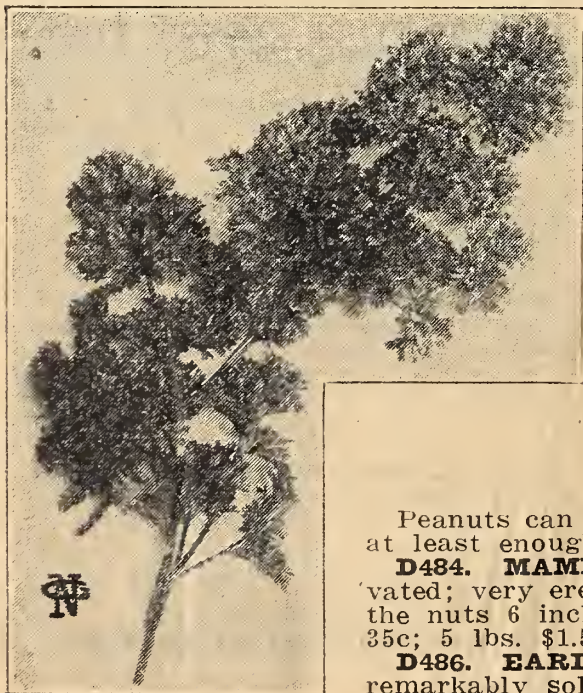 Peanuts can
at least enoug
D484. MAM
vated; very ere
the nuts 6 inc
35c; 5 lbs. $1.5
D486. EAR
remarkably so